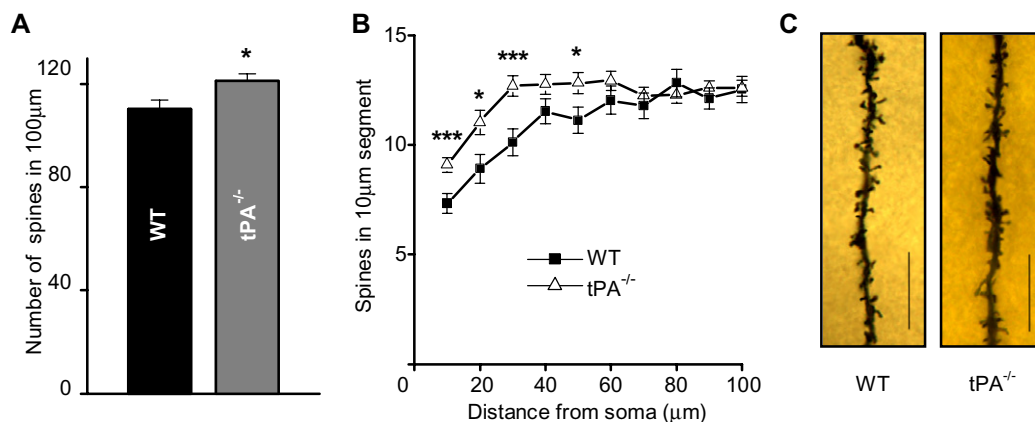 A
Number of spines in 100µm
120
80
40
0
WT
tPA-/-
*
B
Spines in 10µm segment
15
10
5
0
***
*
***
*
WT
tPA-/-
20
40
60
80
100
Distance from soma (µm)
C
WT
tPA-/-